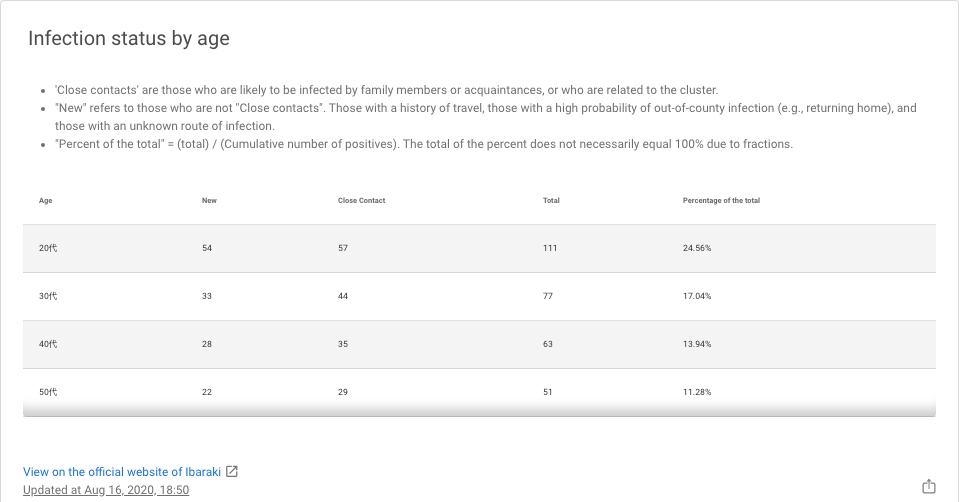 Infection status by age
'Close contacts' are those who are likely to be infected by family members or acquaintances, or who are related to the cluster.
"New" refers to those who are not "Close contacts". Those with a history of travel, those with a high probability of out-of-county infection (e.g., returning home), and
those with an unknown route of infection.
"Percent of the total" = (total) / (Cumulative number of positives). The total of the percent does not necessarily equal 100% due to fractions.
Age New Close Contact Total Percentage of the total
20代 54 57 111 24.56%
30代 33 44 77 17.04%
40代 28 35 63 13.94%
50代 22 29 51 11.28%
View on the official website of Ibaraki
Updated at Aug 16, 2020, 18:50